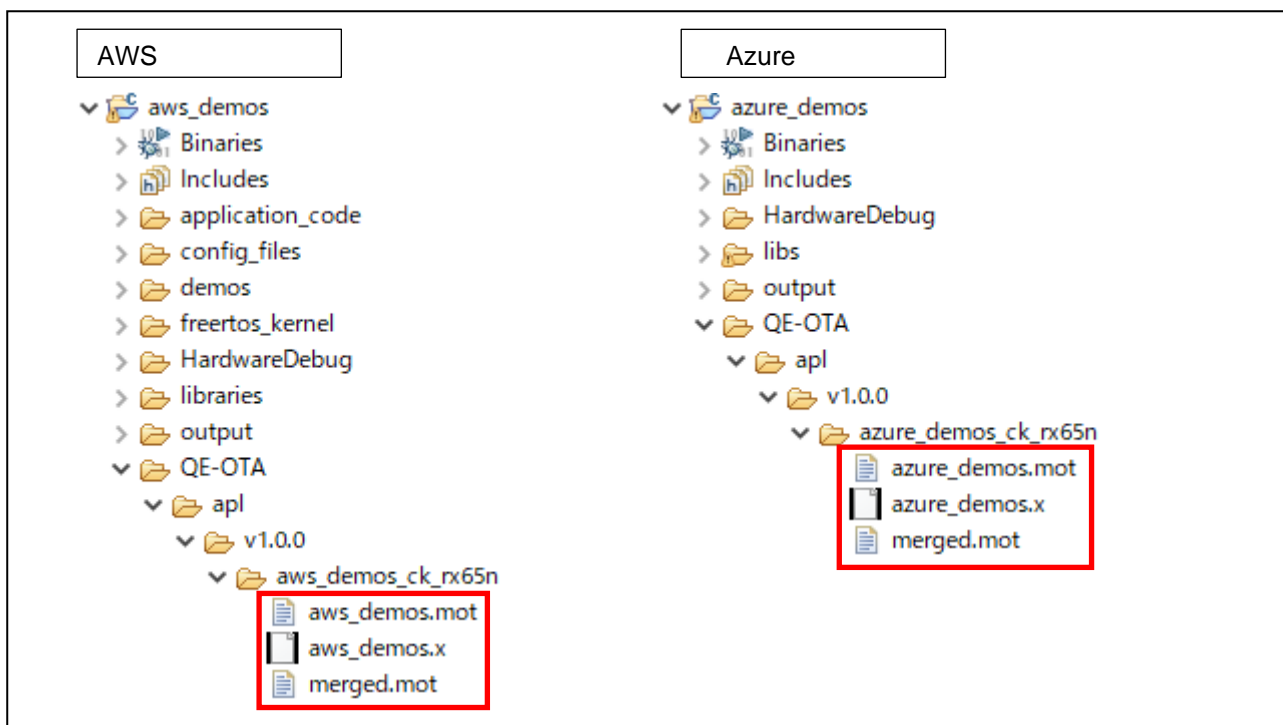 AWS
aws_demos
Binaries
Includes
application_code
config_files
demos
freertos_kernel
HardwareDebug
libraries
output
QE-OTA
apl
v1.0.0
aws_demos_ck_rx65n
aws_demos.mot
aws_demos.x
merged.mot
Azure
azure_demos
Binaries
Includes
HardwareDebug
libs
output
QE-OTA
apl
v1.0.0
azure_demos_ck_rx65n
azure_demos.mot
azure_demos.x
merged.mot